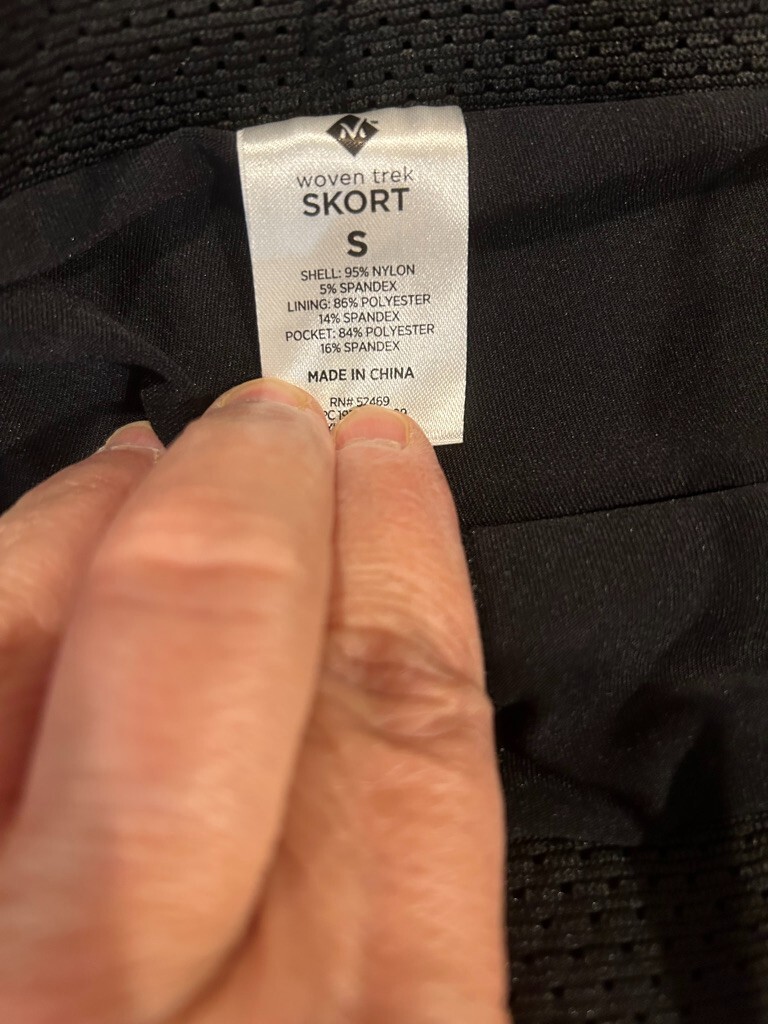 M™
woven trek
SKORT
S
SHELL: 95% NYLON
5% SPANDEX
LINING: 86% POLYESTER
14% SPANDEX
POCKET: 84% POLYESTER
16% SPANDEX
MADE IN CHINA
RN# 52469